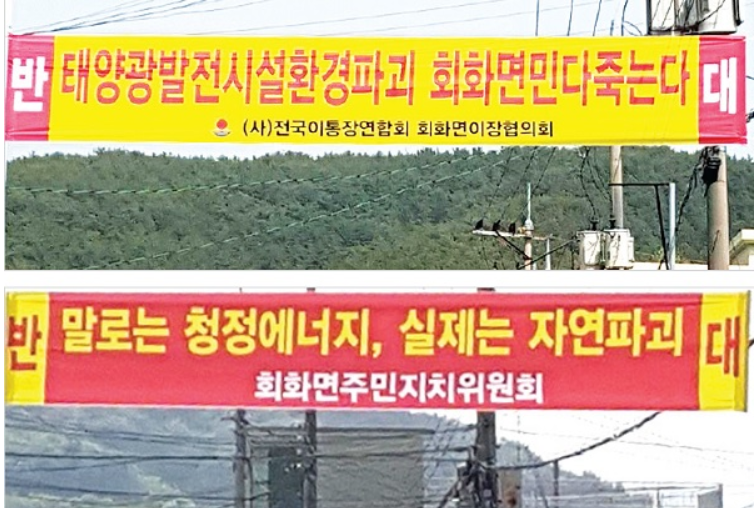 반 태양광발전시설환경파괴 회화면민다죽는다 대
(사)전국이통장연합회 회화면이장협의회
반 말로는 청정에너지, 실제는 자연파괴 대
회화면주민자치위원회